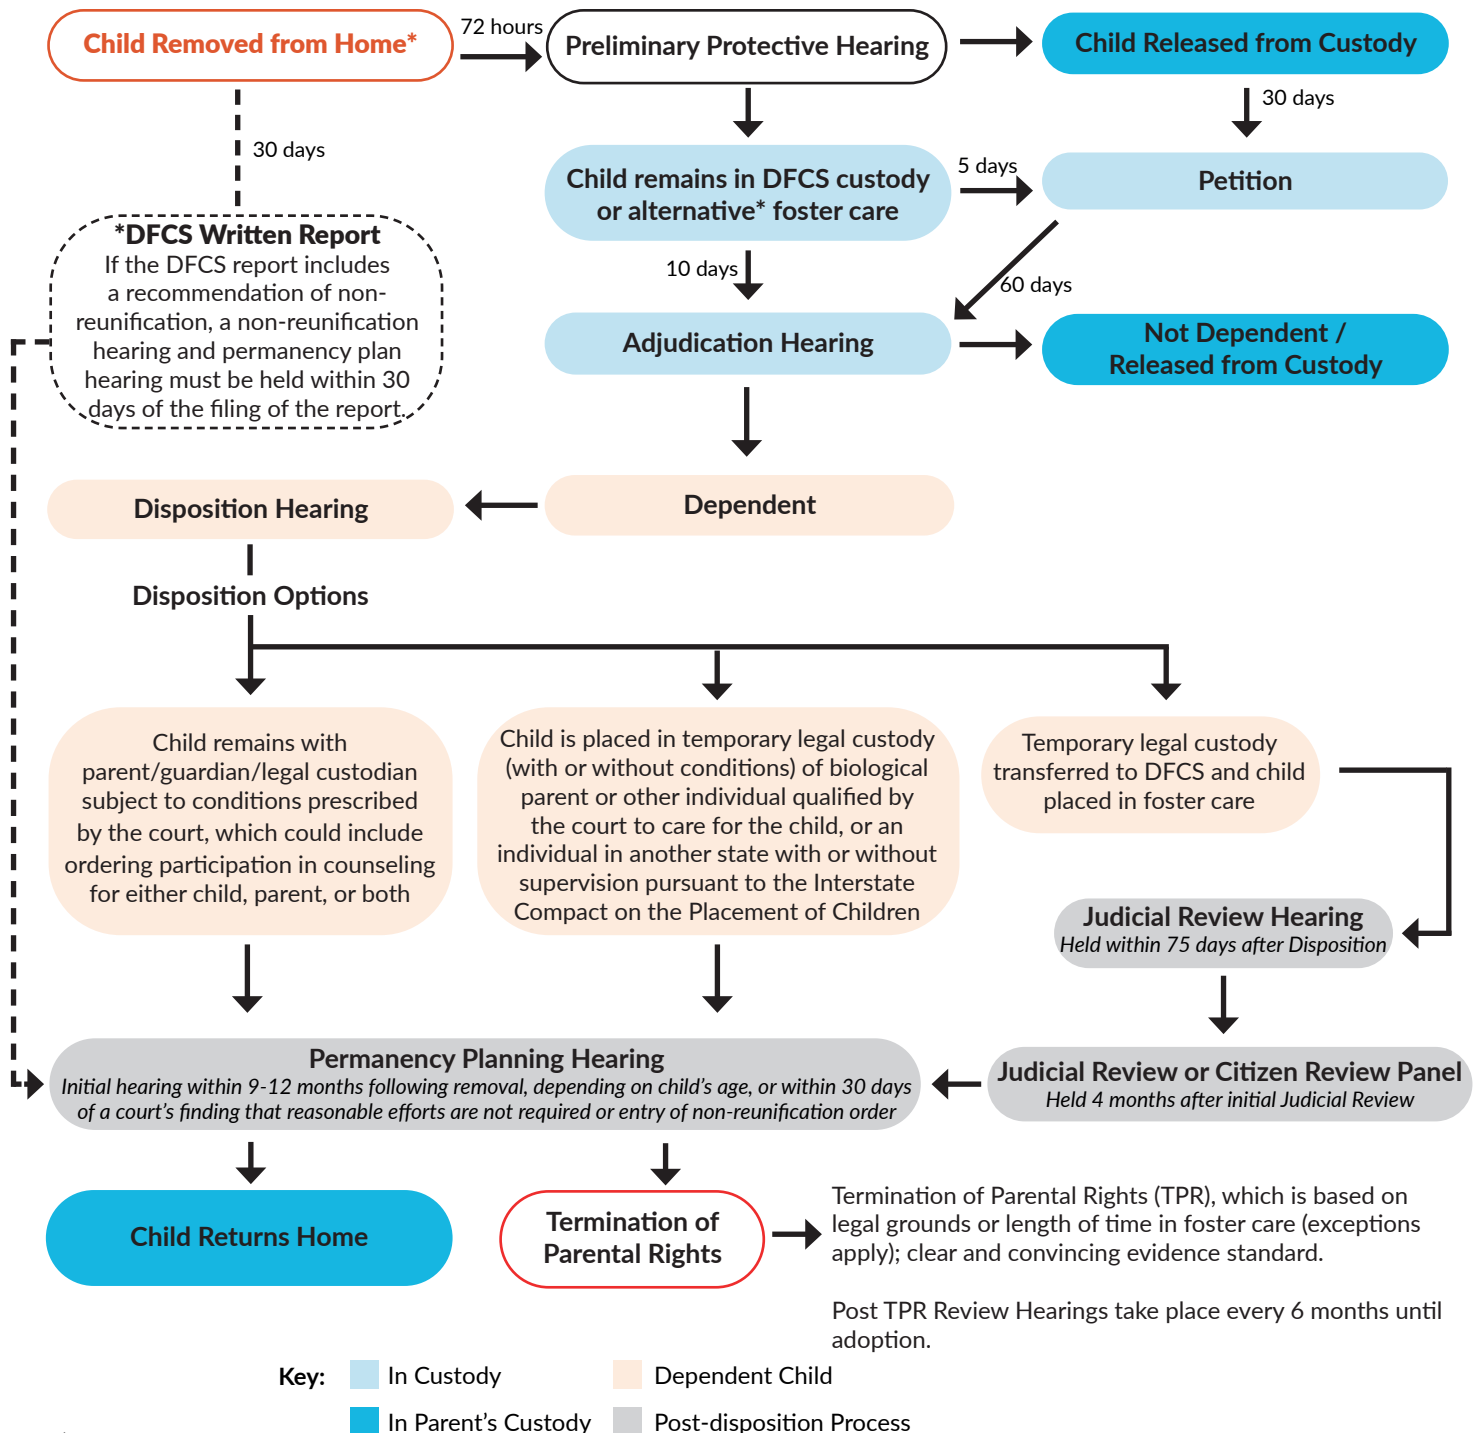 Child Removed from Home*
72 hours
Preliminary Protective Hearing
Child Released from Custody
30 days
30 days
Child remains in DFCS custody
or alternative* foster care
5 days
Petition
*DFCS Written Report
If the DFCS report includes
a recommendation of non-
reunification, a non-reunification
hearing and permanency plan
hearing must be held within 30
days of the filing of the report.
10 days
60 days
Adjudication Hearing
Not Dependent /
Released from Custody
Disposition Hearing
Dependent
Disposition Options
Child remains with
parent/guardian/legal custodian
subject to conditions prescribed
by the court, which could include
ordering participation in counseling
for either child, parent, or both
Child is placed in temporary legal custody
(with or without conditions) of biological
parent or other individual qualified by
the court to care for the child, or an
individual in another state with or without
supervision pursuant to the Interstate
Compact on the Placement of Children
Temporary legal custody
transferred to DFCS and child
placed in foster care
Judicial Review Hearing
Held within 75 days after Disposition
Permanency Planning Hearing
Initial hearing within 9-12 months following removal, depending on child's age, or within 30 days
of a court's finding that reasonable efforts are not required or entry of non-reunification order
Judicial Review or Citizen Review Panel
Held 4 months after initial Judicial Review
Child Returns Home
Termination of
Parental Rights
Termination of Parental Rights (TPR), which is based on
legal grounds or length of time in foster care (exceptions
apply); clear and convincing evidence standard.
Post TPR Review Hearings take place every 6 months until
adoption.
Key:
In Custody
Dependent Child
In Parent's Custody
Post-disposition Process